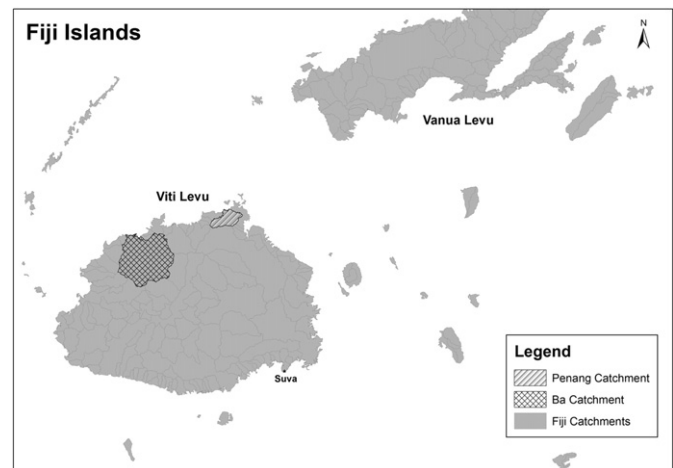 Fiji Islands
N
Vanua Levu
Viti Levu
Suva
Legend
Penang Catchment
Ba Catchment
Fiji Catchments